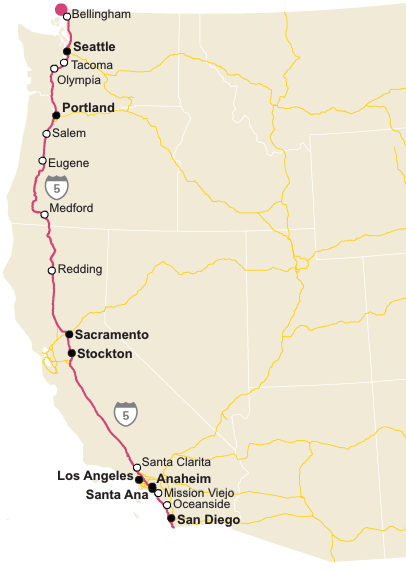 Bellingham
Seattle
Tacoma
Olympia
Portland
Salem
Eugene
5
Medford
Redding
Sacramento
Stockton
5
Santa Clarita
Los Angeles
Anaheim
Santa Ana
Mission Viejo
Oceanside
San Diego